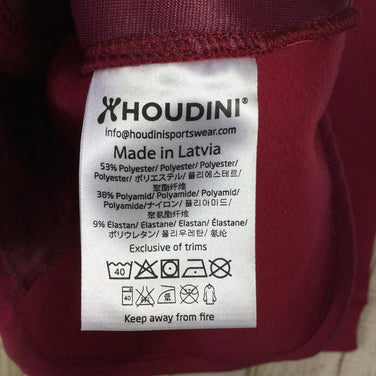 HOUDINI®
info@houdinisportswear.com
Made in Latvia
53% Polyester/ Polyester/ Polyester/
Polyester/ ポリエステル/ 폴리에스테르/
聚酯纤维
38% Polyamid/ Polyamide/ Polyamid/
Polyamide/ナイロン/ 폴리아미드/
聚氨酯纤维
9% Elastan/ Elastane/ Elastan/ Élastane/
ポリウレタン/ 폴리우레탄/ 氨纶
Exclusive of trims
40
40
Keep away from fire